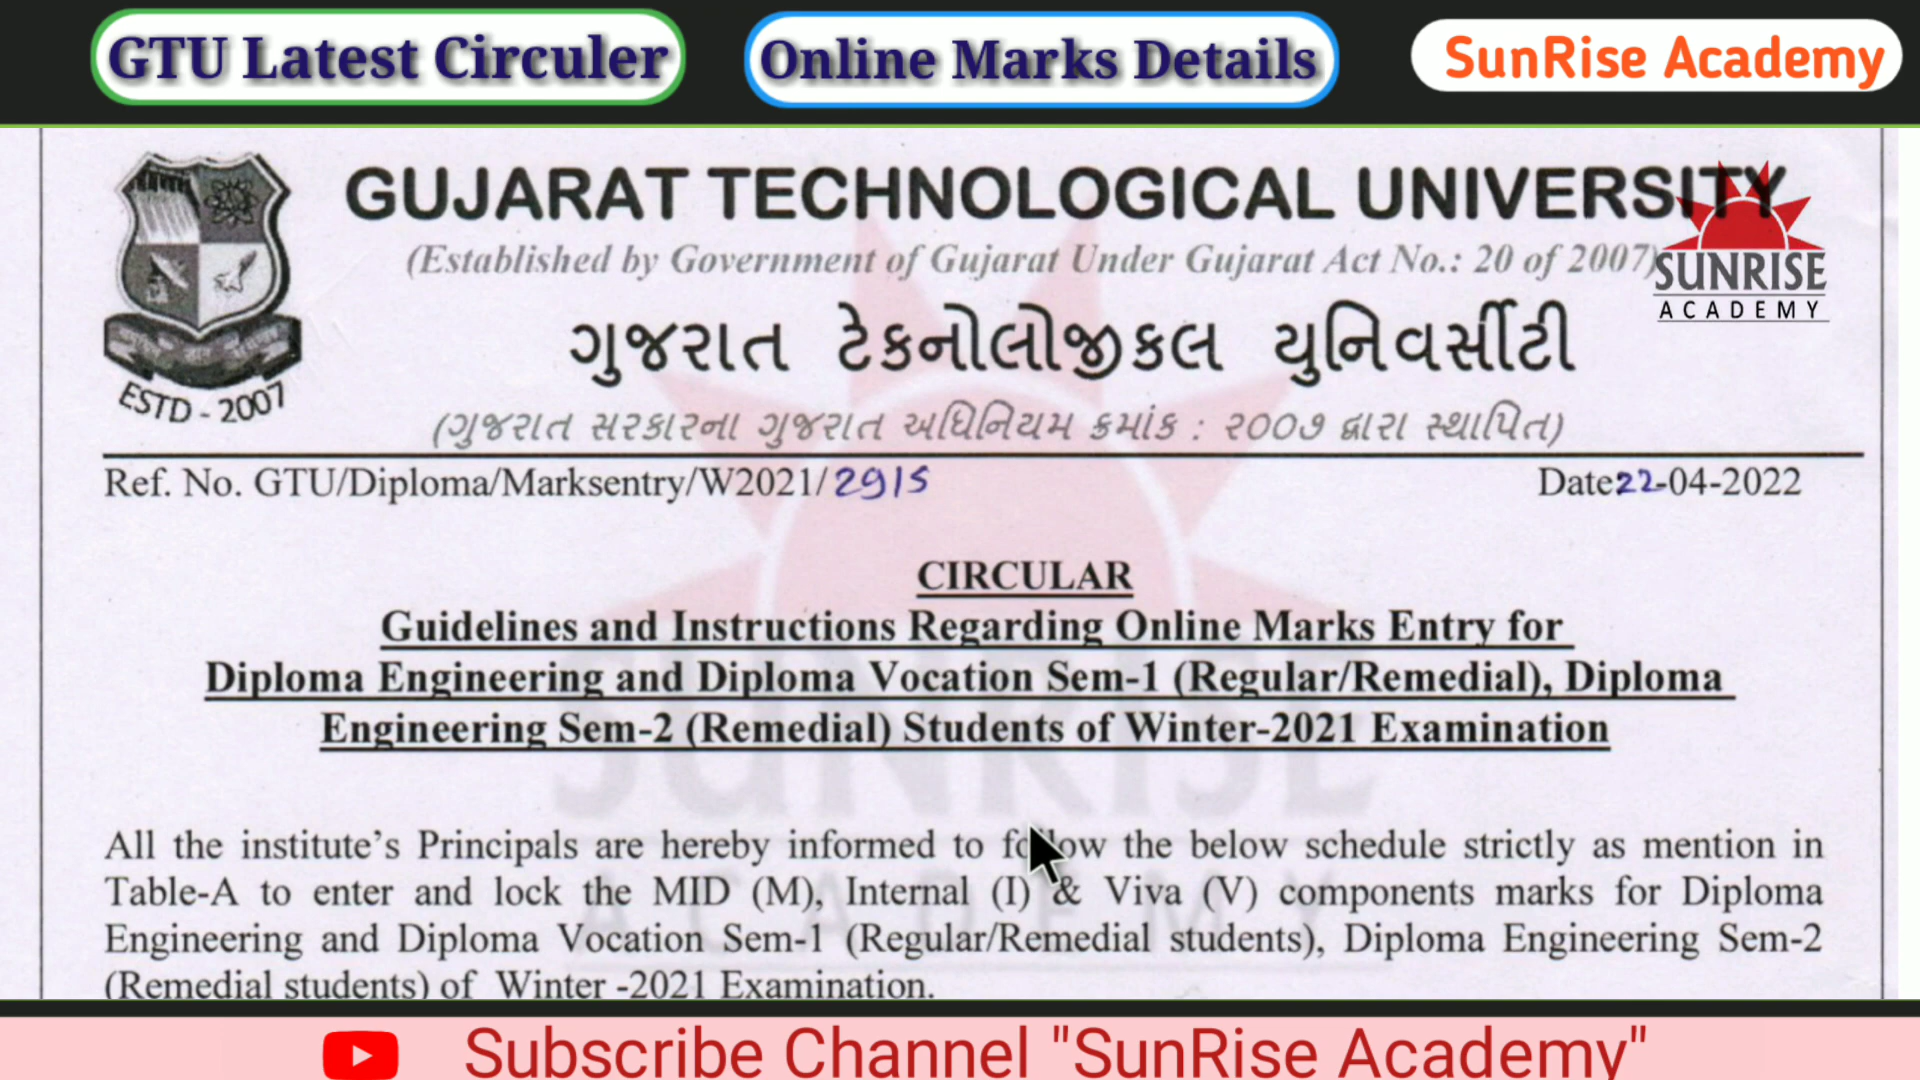 GTU Latest Circuler
Online Marks Details
SunRise Academy
GUJARAT TECHNOLOGICAL UNIVERSITY
(Established by Government of Gujarat Under Gujarat Act No.: 20 of 2007)
SUNRISE
ACADEMY
ગુજરાત ટેકનોલોજીકલ યુનિવર્સીટી
(ગુજરાત સરકારના ગુજરાત અધિનિયમ ક્રમાંક : ૨૦૦૭ દ્વારા સ્થાપિત)
ESTD - 2007
Ref. No. GTU/Diploma/Marksentry/W2021/2915
Date22-04-2022
CIRCULAR
Guidelines and Instructions Regarding Online Marks Entry for
Diploma Engineering and Diploma Vocation Sem-1 (Regular/Remedial), Diploma
Engineering Sem-2 (Remedial) Students of Winter-2021 Examination
All the institute's Principals are hereby informed to follow the below schedule strictly as mention in
Table-A to enter and lock the MID (M), Internal (I) & Viva (V) components marks for Diploma
Engineering and Diploma Vocation Sem-1 (Regular/Remedial students), Diploma Engineering Sem-2
(Remedial students) of Winter -2021 Examination.
SUNRISE
ACADEMY
Subscribe Channel "SunRise Academy"